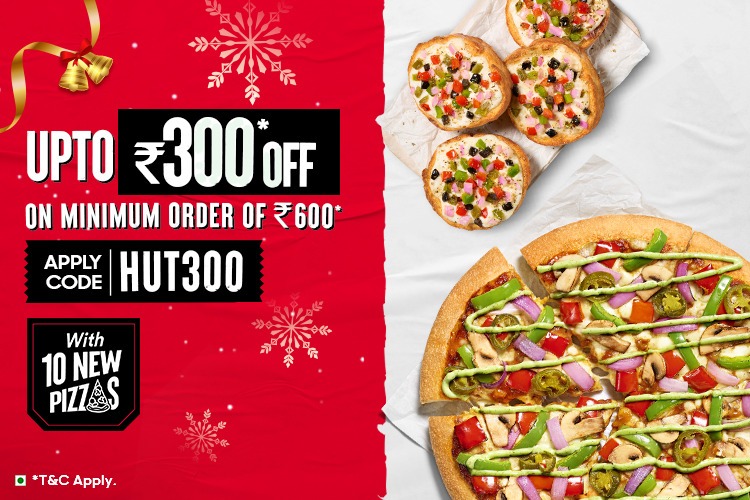 UPTO ₹300* OFF
ON MINIMUM ORDER OF ₹600*
APPLY
CODE
HUT300
With
10 NEW
PIZZAS
*T&C Apply.